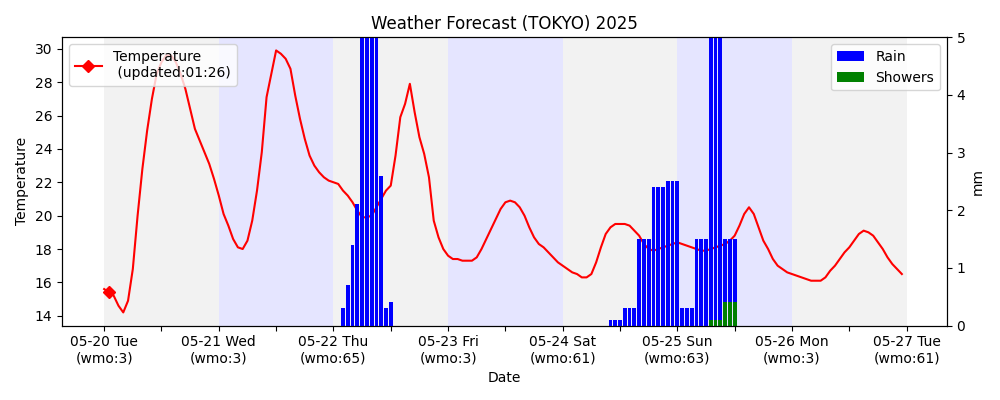 Weather Forecast (TOKYO) 2025
Temperature
(updated:01:26)
Rain
Showers
30
28
26
24
22
20
18
16
14
Temperature
5
4
3
2
1
0
mm
05-20 Tue
(wmo:3)
05-21 Wed
(wmo:3)
05-22 Thu
(wmo:65)
05-23 Fri
(wmo:3)
05-24 Sat
(wmo:61)
05-25 Sun
(wmo:63)
05-26 Mon
(wmo:3)
05-27 Tue
(wmo:61)
Date